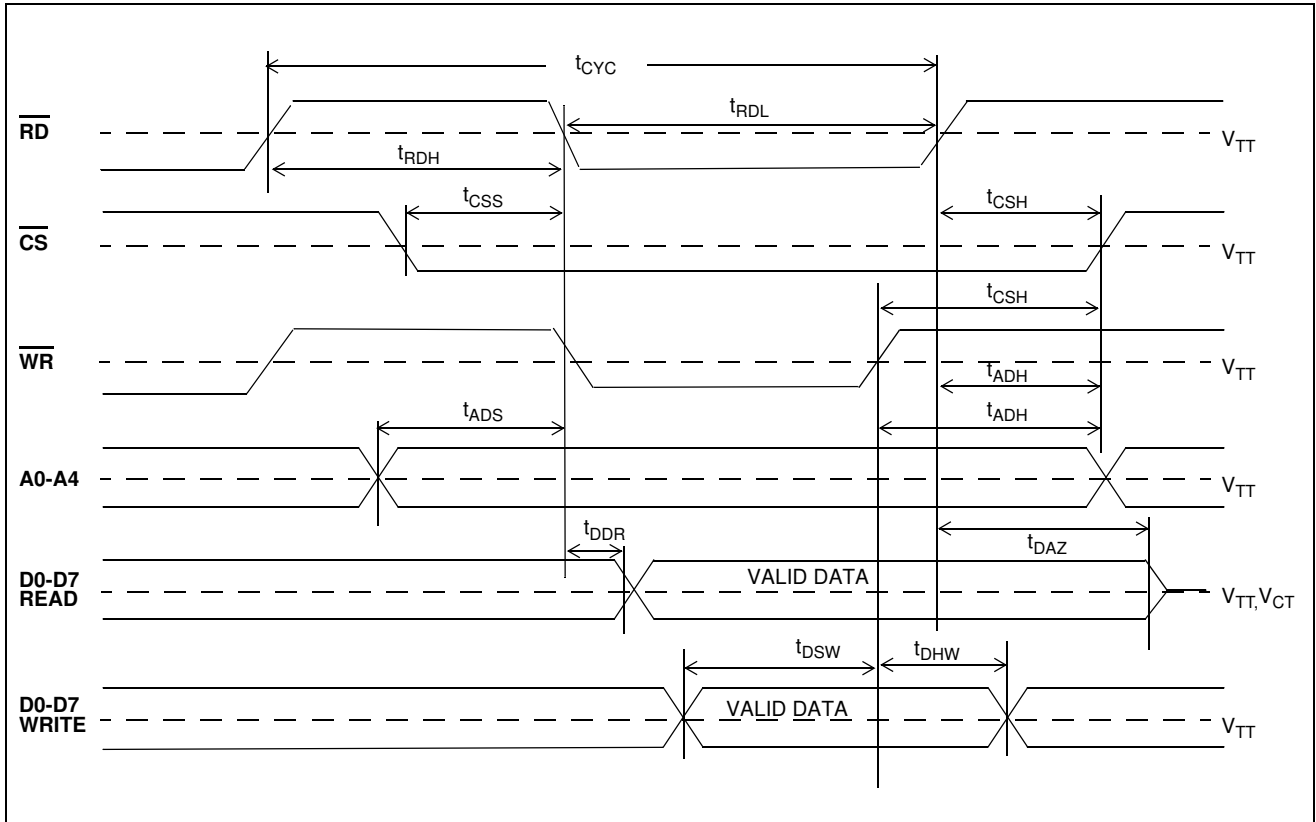 tCYC
tRDL
RD
VTT
tRDH
tCSS
tCSH
CS
VTT
tCSH
WR
VTT
tADH
tADS
tADH
A0-A4
VTT
tDDR
tDAZ
D0-D7
READ
VALID DATA
VTT,VCT
tDSW
tDHW
D0-D7
WRITE
VALID DATA
VTT